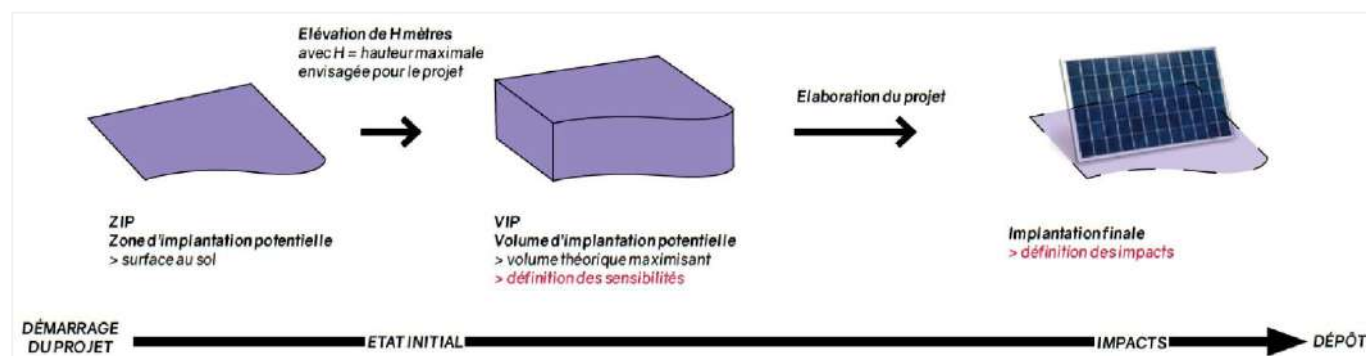 Elévation de H mètres
avec H = hauteur maximale
envisagée pour le projet
Elaboration du projet
ZIP
Zone d'implantation potentielle
> surface au sol
VIP
Volume d'implantation potentielle
> volume théorique maximisant
> définition des sensibilités
Implantation finale
> définition des impacts
DÉMARRAGE
DU PROJET
ETAT INITIAL
IMPACTS
DÉPÔT